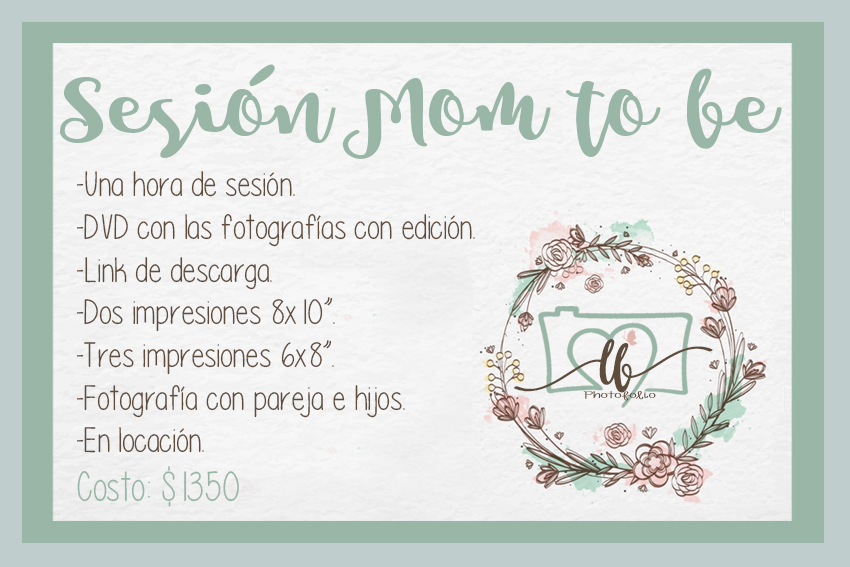 Sesión Mom to be
-Una hora de sesión.
-DVD con las fotografías con edición.
-Link de descarga.
-Dos impresiones 8x10”.
-Tres impresiones 6x8”.
-Fotografía con pareja e hijos.
-En locación.
Costo: $1350
lb
Photofolio